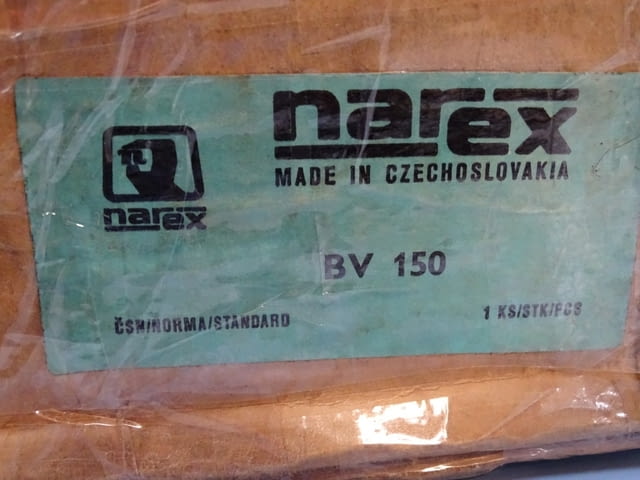 narex
MADE IN CZECHOSLOVAKIA
narex
BV 150
ČSN/NORMA/STANDARD
1 KS/STK/PCS